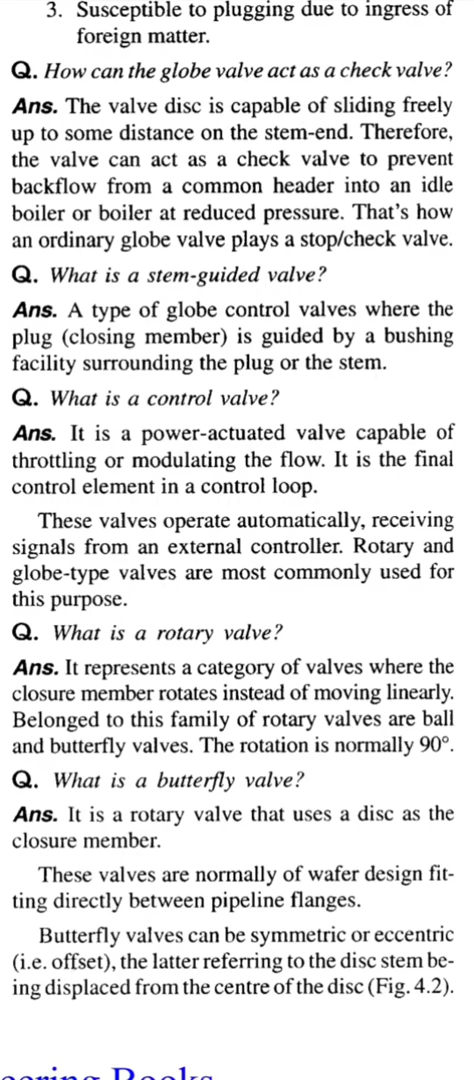 3. Susceptible to plugging due to ingress of
foreign matter.
Q. How can the globe valve act as a check valve?
Ans. The valve disc is capable of sliding freely
up to some distance on the stem-end. Therefore,
the valve can act as a check valve to prevent
backflow from a common header into an idle
boiler or boiler at reduced pressure. That's how
an ordinary globe valve plays a stop/check valve.
Q. What is a stem-guided valve?
Ans. A type of globe control valves where the
plug (closing member) is guided by a bushing
facility surrounding the plug or the stem.
Q. What is a control valve?
Ans. It is a power-actuated valve capable of
throttling or modulating the flow. It is the final
control element in a control loop.
These valves operate automatically, receiving
signals from an external controller. Rotary and
globe-type valves are most commonly used for
this purpose.
Q. What is a rotary valve?
Ans. It represents a category of valves where the
closure member rotates instead of moving linearly.
Belonged to this family of rotary valves are ball
and butterfly valves. The rotation is normally 90°.
Q. What is a butterfly valve?
Ans. It is a rotary valve that uses a disc as the
closure member.
These valves are normally of wafer design fit-
ting directly between pipeline flanges.
Butterfly valves can be symmetric or eccentric
(i.e. offset), the latter referring to the disc stem be-
ing displaced from the centre of the disc (Fig. 4.2).
eering Books